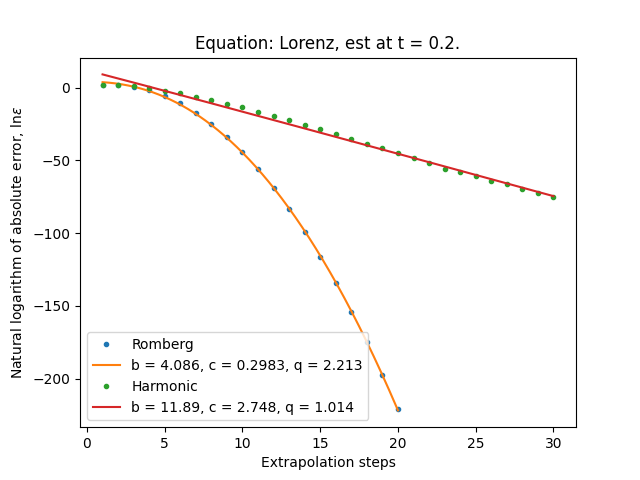 Equation: Lorenz, est at t = 0.2.
Natural logarithm of absolute error, lnε
0
−50
−100
−150
−200
Romberg
b = 4.086, c = 0.2983, q = 2.213
Harmonic
b = 11.89, c = 2.748, q = 1.014
0
5
10
15
20
25
30
Extrapolation steps